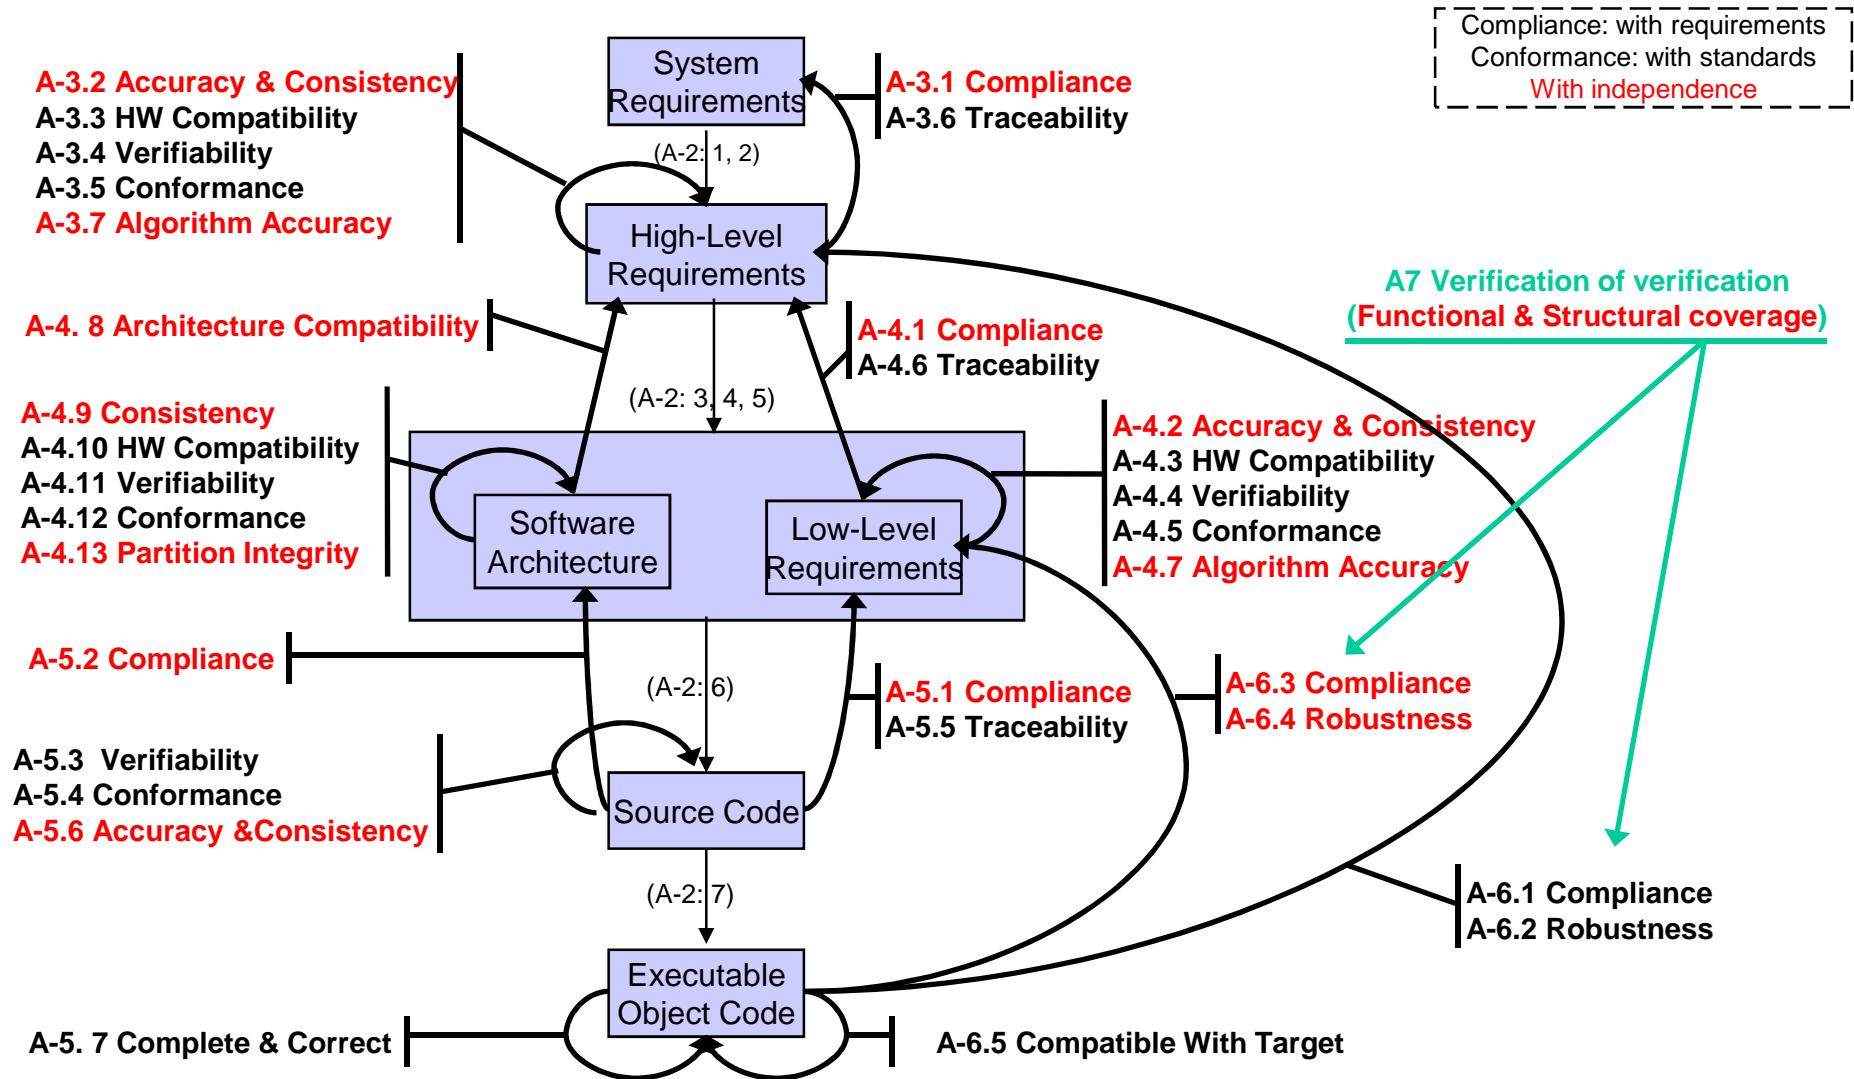 Compliance: with requirements
Conformance: with standards
With independence
System
Requirements
A-3.2 Accuracy & Consistency
A-3.3 HW Compatibility
A-3.4 Verifiability
A-3.5 Conformance
A-3.7 Algorithm Accuracy
A-3.1 Compliance
A-3.6 Traceability
(A-2: 1, 2)
High-Level
Requirements
A7 Verification of verification
(Functional & Structural coverage)
A-4. 8 Architecture Compatibility
A-4.1 Compliance
A-4.6 Traceability
(A-2: 3, 4, 5)
A-4.9 Consistency
A-4.10 HW Compatibility
A-4.11 Verifiability
A-4.12 Conformance
A-4.13 Partition Integrity
Software
Architecture
Low-Level
Requirements
A-4.2 Accuracy & Consistency
A-4.3 HW Compatibility
A-4.4 Verifiability
A-4.5 Conformance
A-4.7 Algorithm Accuracy
A-5.2 Compliance
(A-2: 6)
A-5.1 Compliance
A-5.5 Traceability
A-6.3 Compliance
A-6.4 Robustness
A-5.3  Verifiability
A-5.4 Conformance
A-5.6 Accuracy &Consistency
Source Code
(A-2: 7)
A-6.1 Compliance
A-6.2 Robustness
Executable
Object Code
A-5. 7 Complete & Correct
A-6.5 Compatible With Target